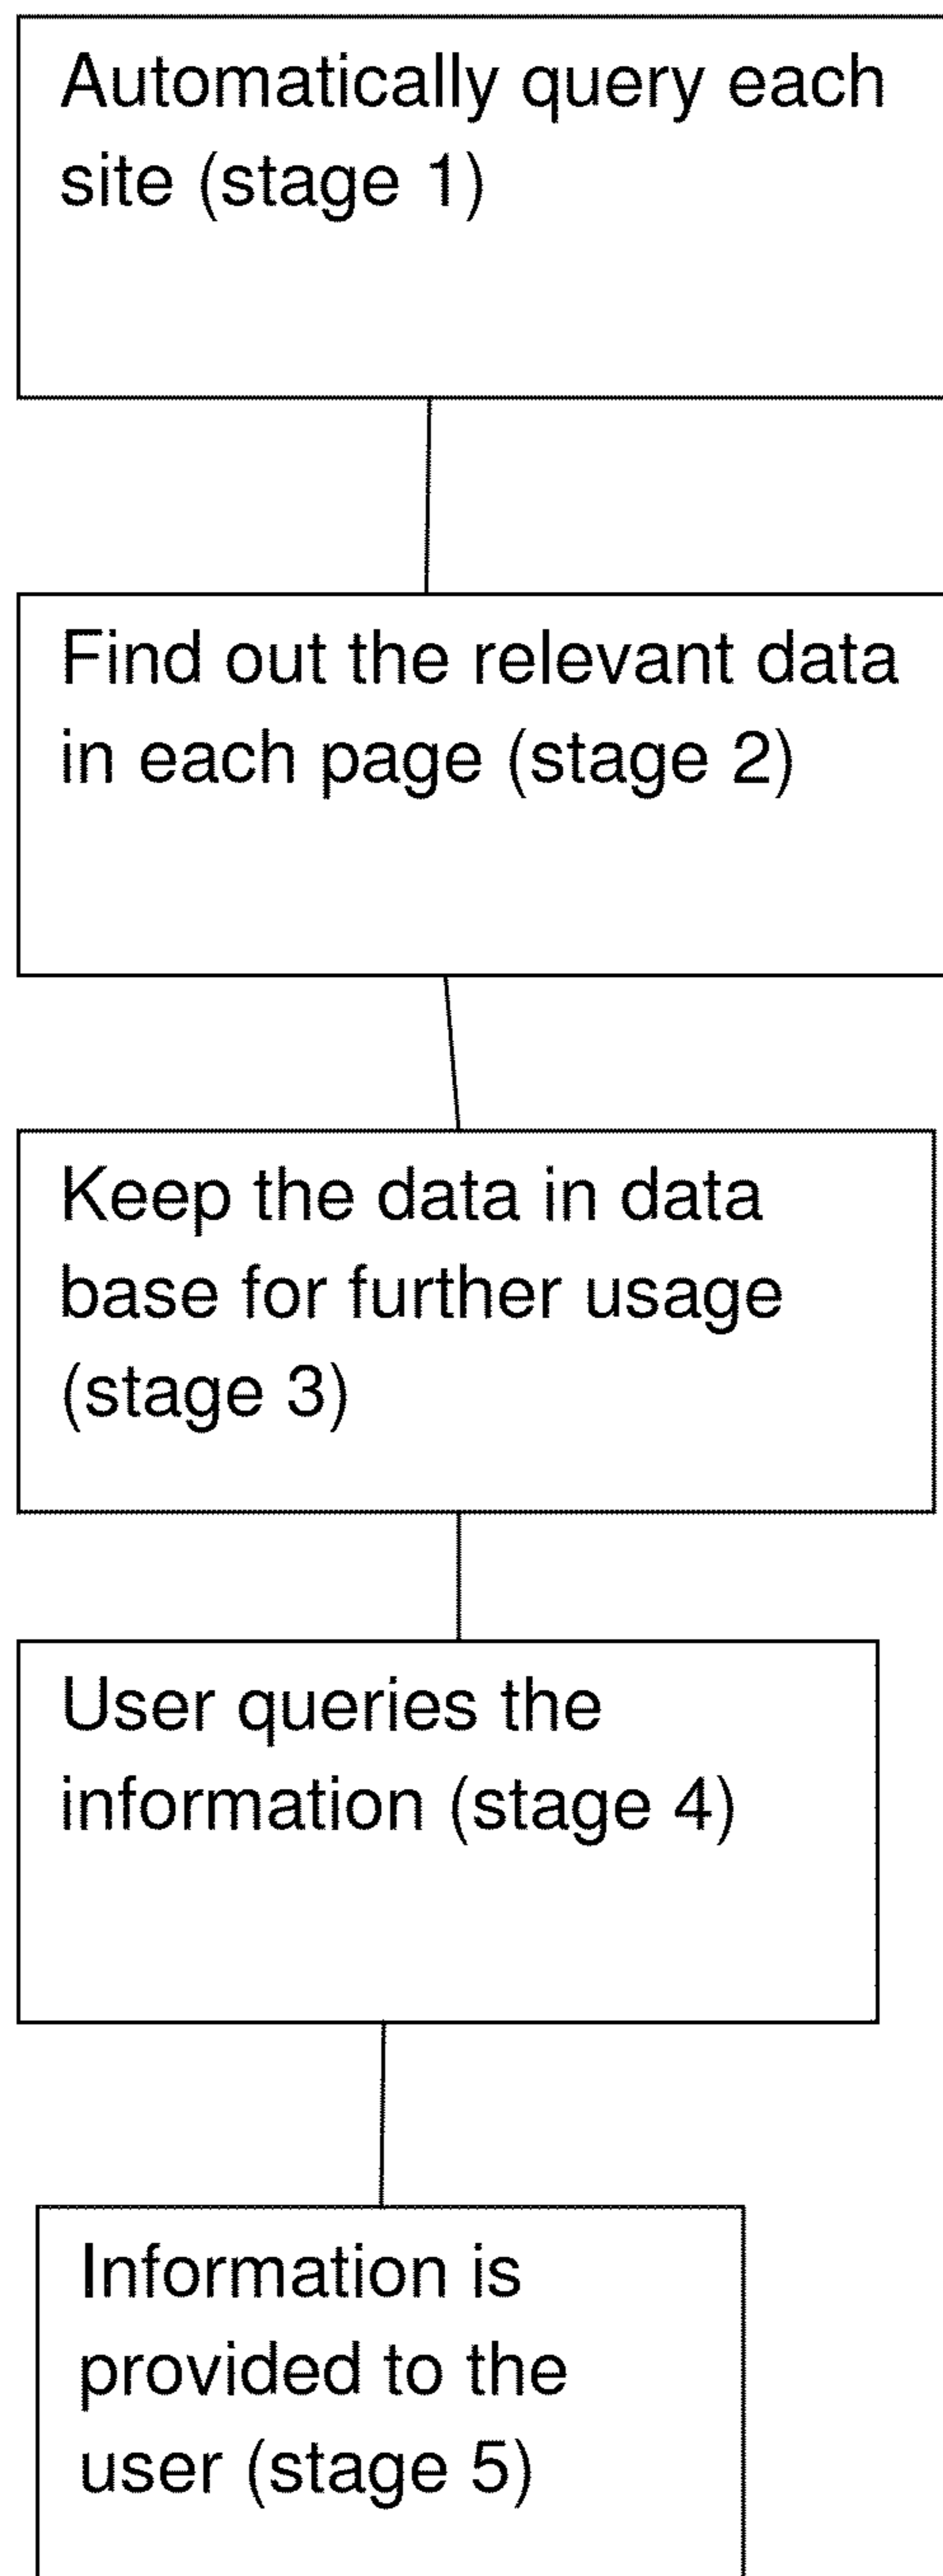 Automatically query each
site (stage 1)
Find out the relevant data
in each page (stage 2)
Keep the data in data
base for further usage
(stage 3)
User queries the
information (stage 4)
Information is
provided to the
user (stage 5)